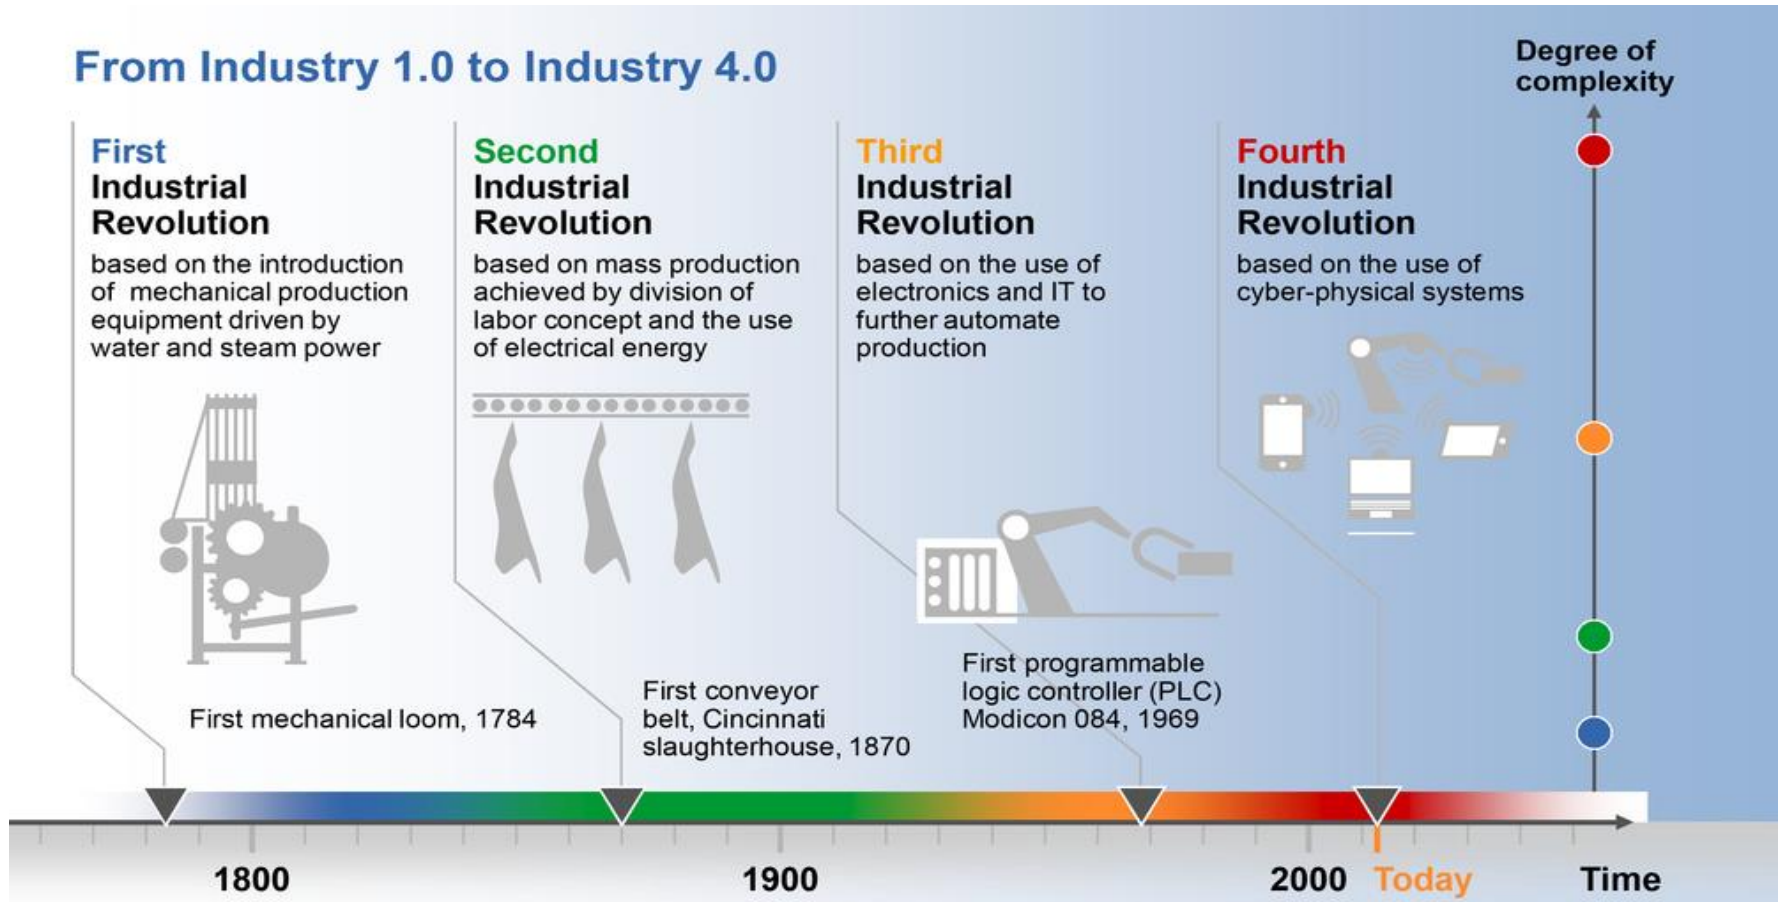 From Industry 1.0 to Industry 4.0
Degree of
complexity
First
Industrial
Revolution
based on the introduction
of mechanical production
equipment driven by
water and steam power
First mechanical loom, 1784
Second
Industrial
Revolution
based on mass production
achieved by division of
labor concept and the use
of electrical energy
First conveyor
belt, Cincinnati
slaughterhouse, 1870
Third
Industrial
Revolution
based on the use of
electronics and IT to
further automate
production
First programmable
logic controller (PLC)
Modicon 084, 1969
Fourth
Industrial
Revolution
based on the use of
cyber-physical systems
1800
1900
2000
Today
Time